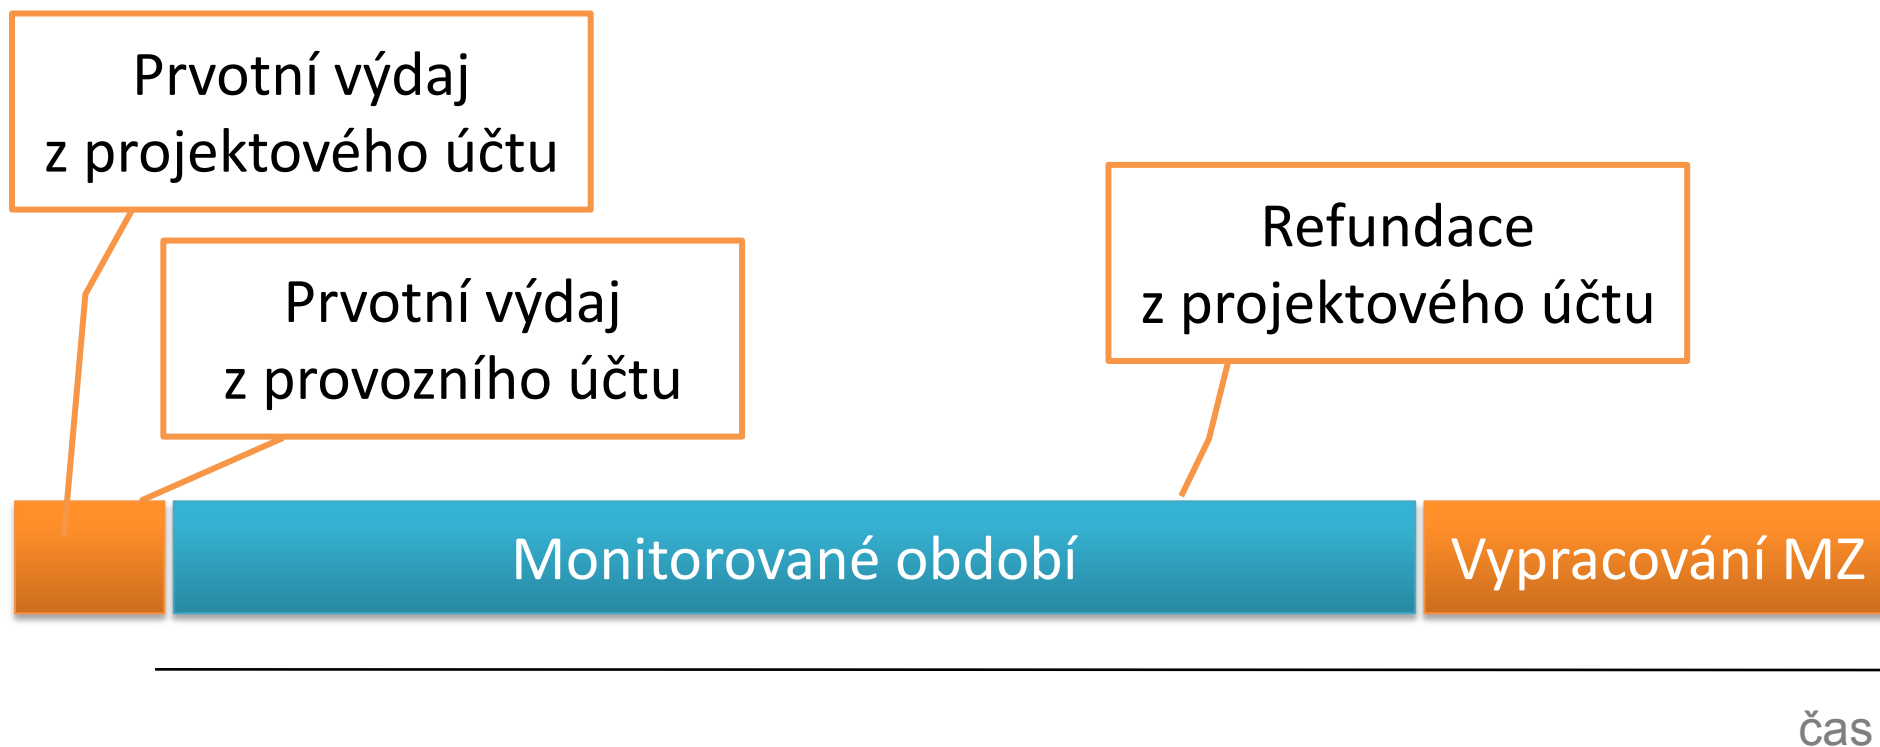 Prvotní výdaj
z projektového účtu
Prvotní výdaj
z provozního účtu
Refundace
z projektového účtu
Monitorované období
Vypracování MZ
čas